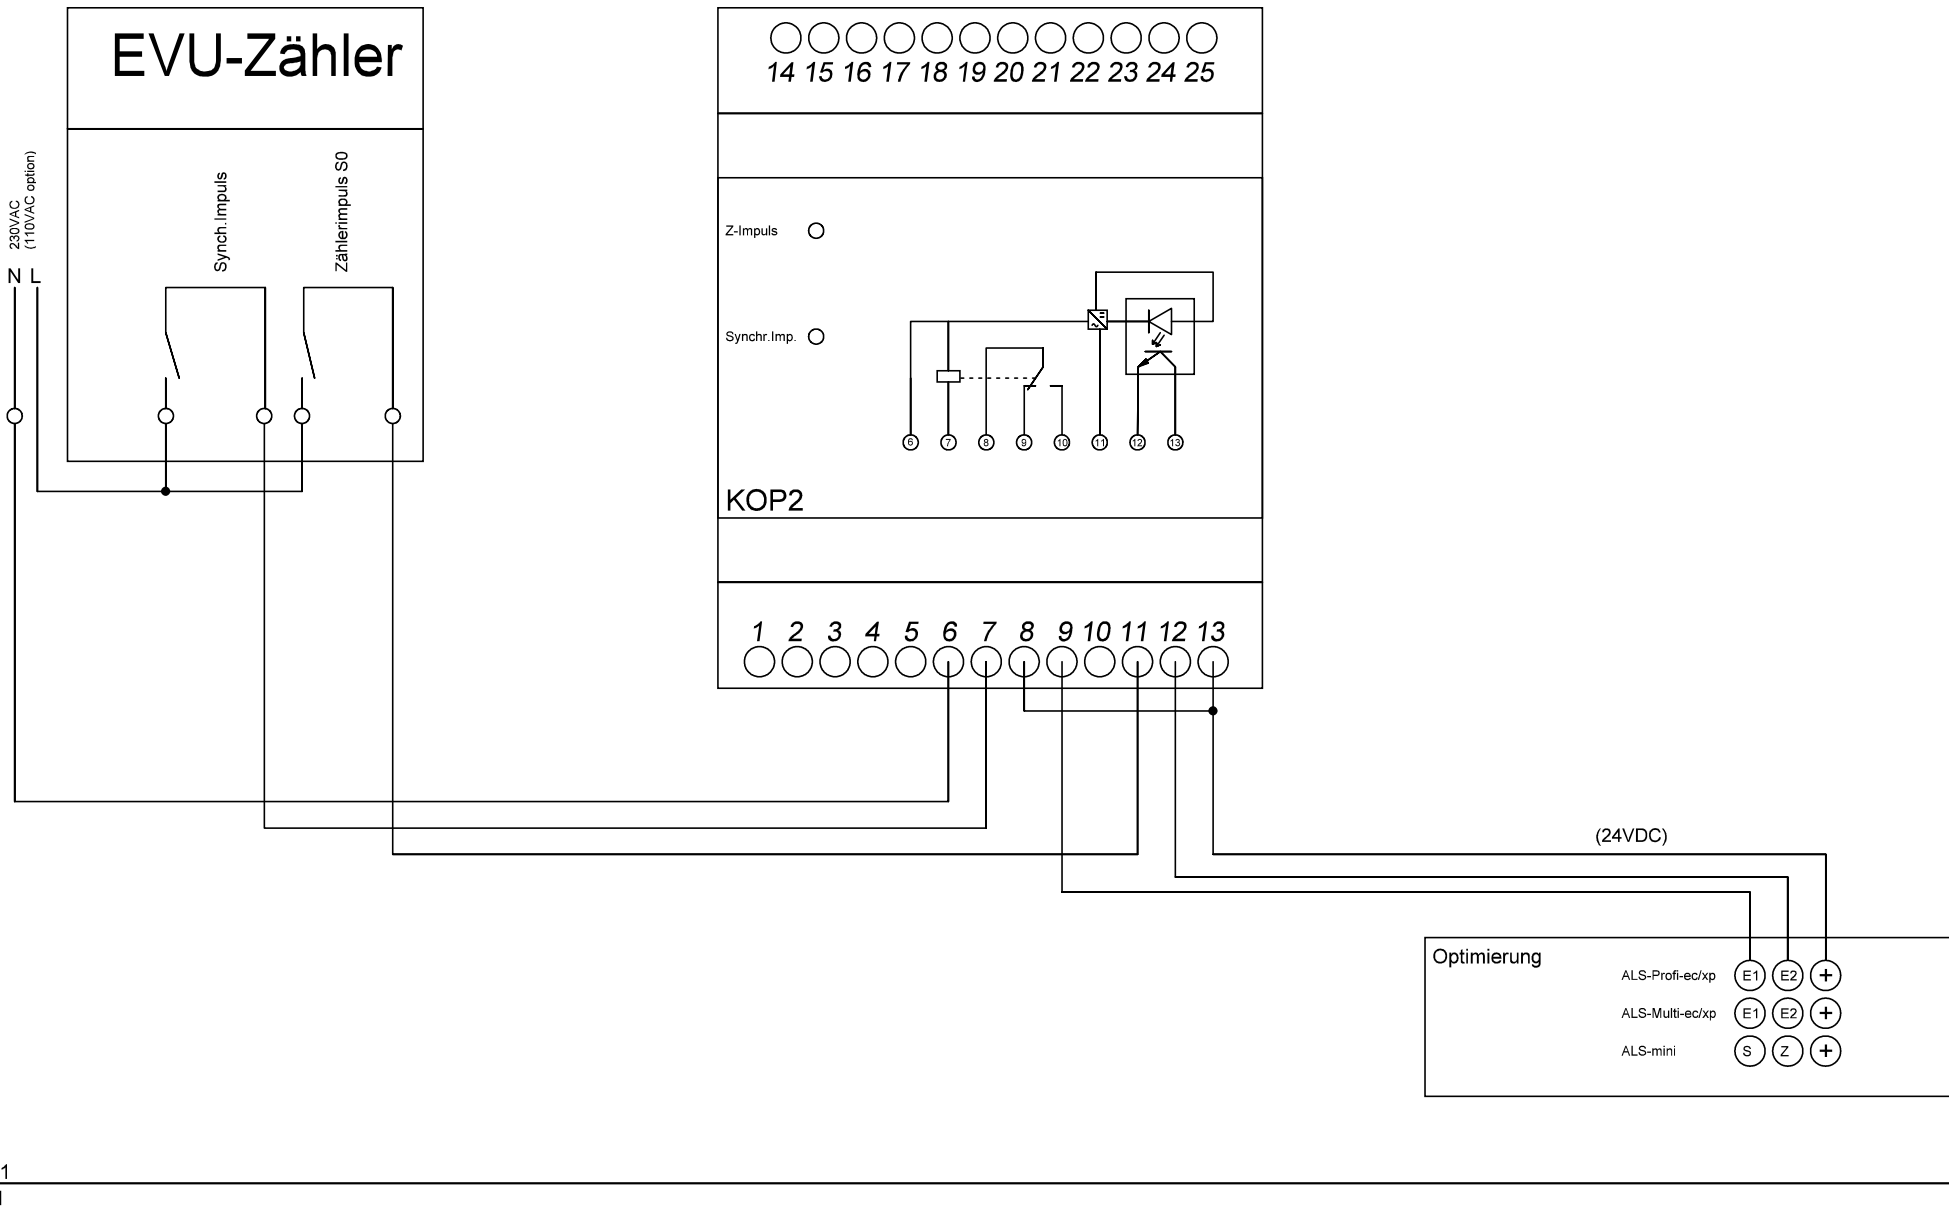 EVU-Zähler
14 15 16 17 18 19 20 21 22 23 24 25
230VAC
(110VAC option)
N L
Synch.Impuls
Zählerimpuls S0
Z-Impuls
Synchr.Imp.
6 7 8 9 10 11 12 13
KOP2
1 2 3 4 5 6 7 8 9 10 11 12 13
(24VDC)
Optimierung
ALS-Profi-ec/xp E1 E2 +
ALS-Multi-ec/xp E1 E2 +
ALS-mini S Z +
1